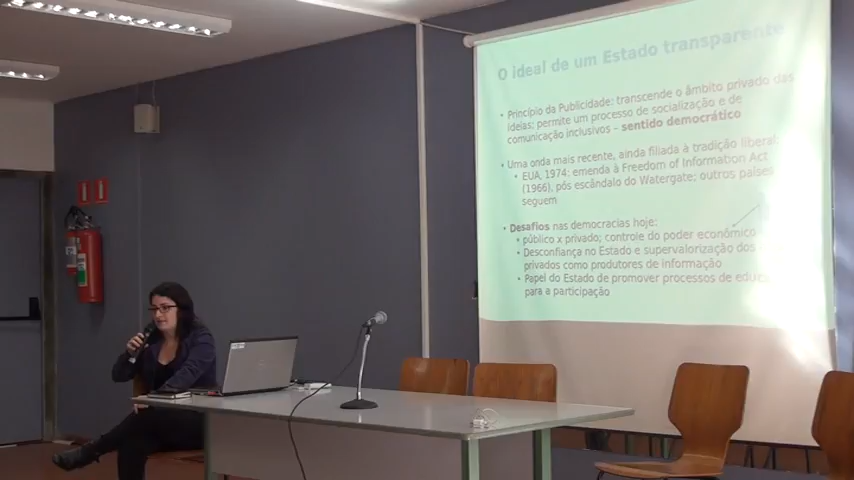 O ideal de um Estado transparente
• Princípio da Publicidade: transcende o âmbito privado das
ideias; permite um processo de socialização e de
comunicação inclusivos – sentido democrático
• Uma onda mais recente, ainda filiada à tradição liberal:
• EUA, 1974: emenda à Freedom of Information Act
(1966), pós escândalo do Watergate; outros países
seguem
• Desafios nas democracias hoje:
• público x privado; controle do poder econômico
• Desconfiança no Estado e supervalorização dos
privados como produtores de informação
• Papel do Estado de promover processos de
para a participação